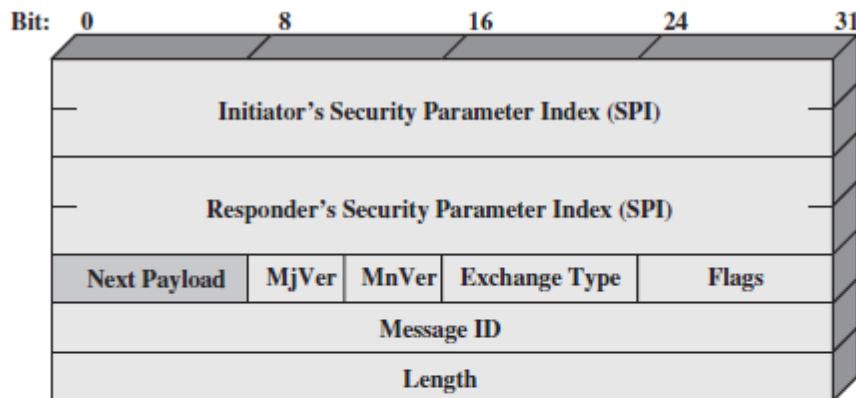 Bit: 0 8 16 24 31
Initiator's Security Parameter Index (SPI)
Responder's Security Parameter Index (SPI)
Next Payload MjVer MnVer Exchange Type Flags
Message ID
Length